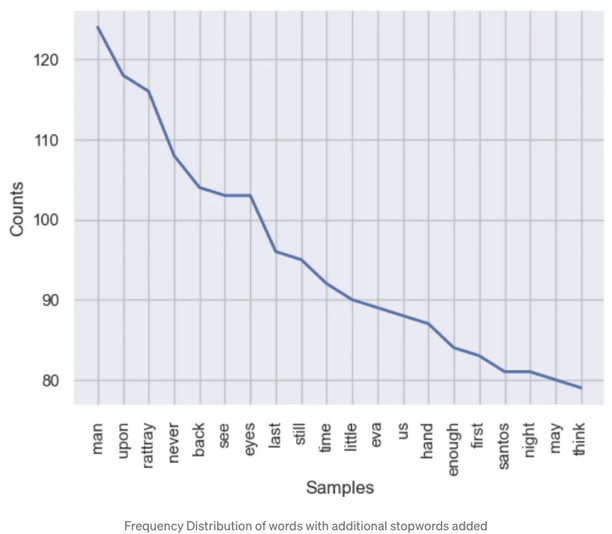 120
110
100
90
80
Counts
man
upon
rattray
never
back
see
eyes
last
still
time
little
eva
us
hand
enough
first
santos
night
may
think
Samples
Frequency Distribution of words with additional stopwords added